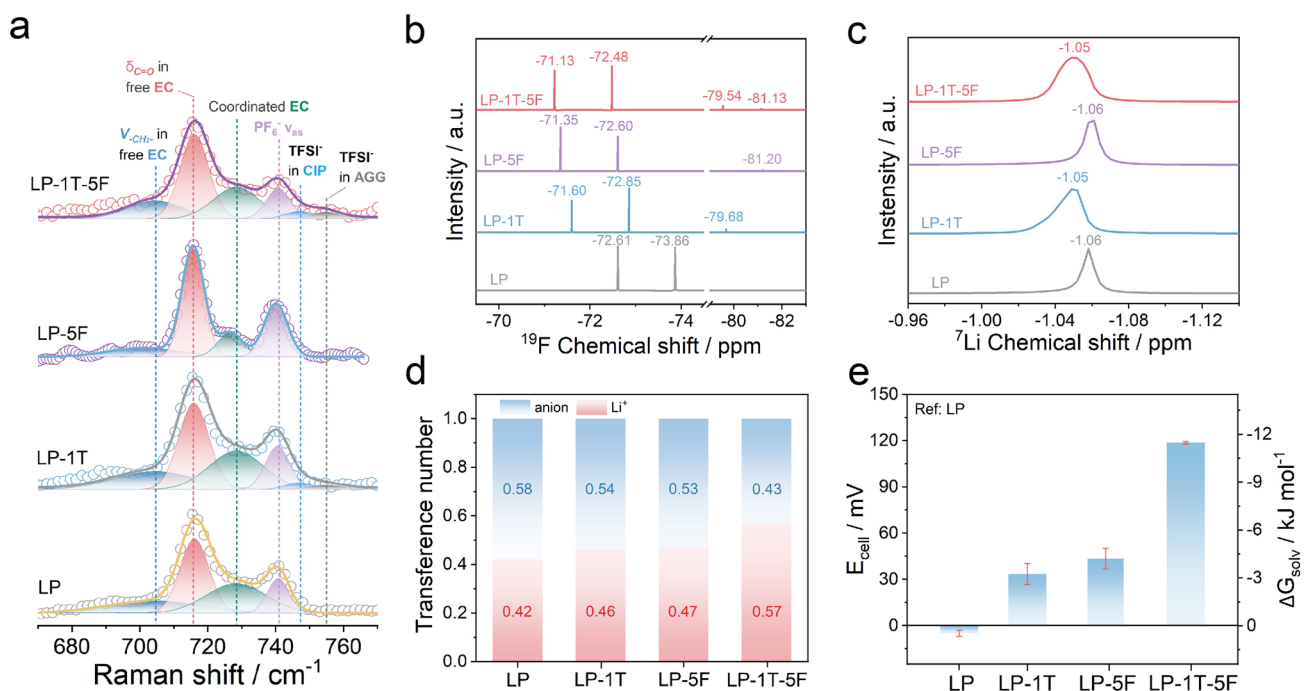 a
δC=O in
free EC
Coordinated EC
V-CH2- in
free EC
PF6- νas
TFSI-
in CIP
TFSI-
in AGG
LP-1T-5F
LP-5F
LP-1T
LP
680 700 720 740 760
Raman shift / cm-1
b
Intensity / a.u.
-71.13 -72.48
-79.54 -81.13
LP-1T-5F
-71.35 -72.60
-81.20
LP-5F
-71.60 -72.85
-79.68
LP-1T
-72.61 -73.86
LP
-70 -72 -74 -80 -82
19F Chemical shift / ppm
c
Instensity / a.u.
-1.05
LP-1T-5F
-1.06
LP-5F
-1.05
LP-1T
-1.06
LP
-0.96 -1.00 -1.04 -1.08 -1.12
7Li Chemical shift / ppm
d
Transference number
anion Li+
1.0
0.8
0.6
0.4
0.2
0.0
0.58 0.54 0.53 0.43
0.42 0.46 0.47 0.57
LP LP-1T LP-5F LP-1T-5F
e
Ref: LP
Ecell / mV
150
120
90
60
30
0
-12
-9
-6
-3
0
ΔGsolv / kJ mol-1
LP LP-1T LP-5F LP-1T-5F